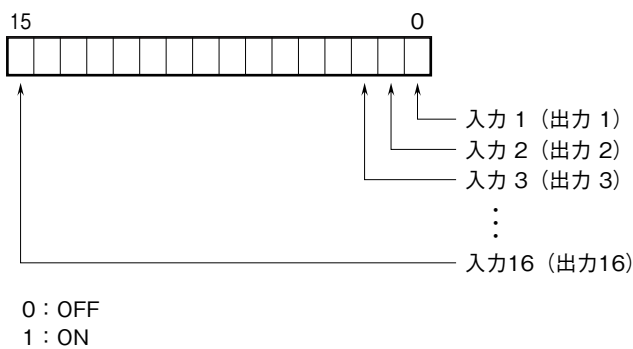 15 0
入力 1（出力 1）
入力 2（出力 2）
入力 3（出力 3）
⋮
入力16（出力16）
0：OFF
1：ON